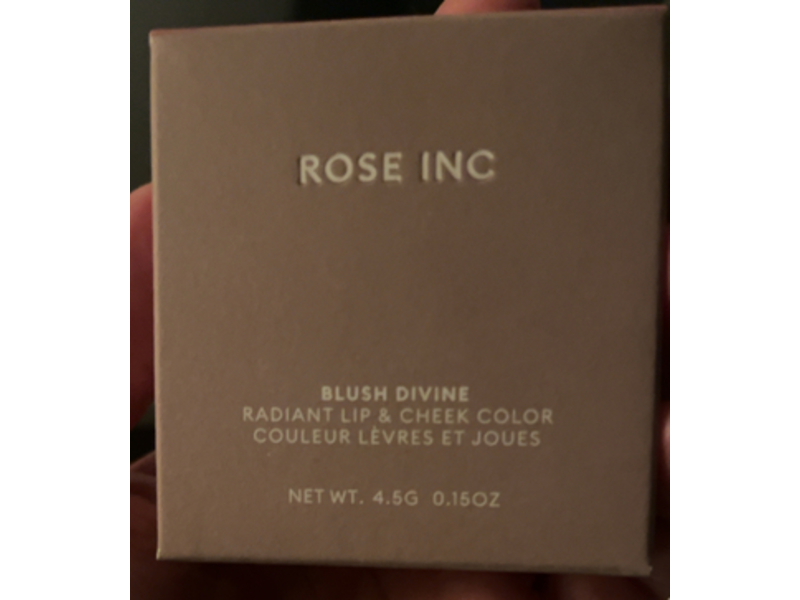 ROSE INC
BLUSH DIVINE
RADIANT LIP & CHEEK COLOR
COULEUR LÈVRES ET JOUES
NET WT. 4.5G 0.15OZ